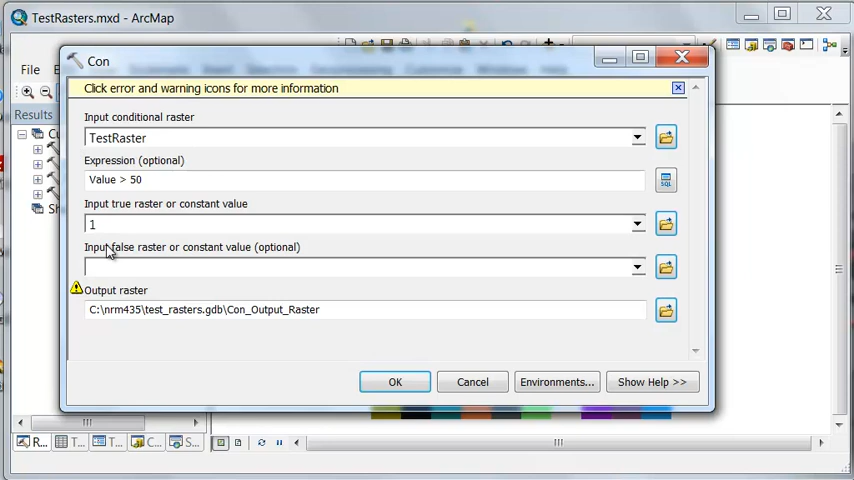 TestRasters.mxd - ArcMap
Con
File
Click error and warning icons for more information
Results
Input conditional raster
TestRaster
Expression (optional)
Value > 50
SQL
Input true raster or constant value
1
Input false raster or constant value (optional)
Output raster
C:\nrm435\test_rasters.gdb\Con_Output_Raster
OK
Cancel
Environments...
Show Help >>
R...
T...
T...
C...
S...